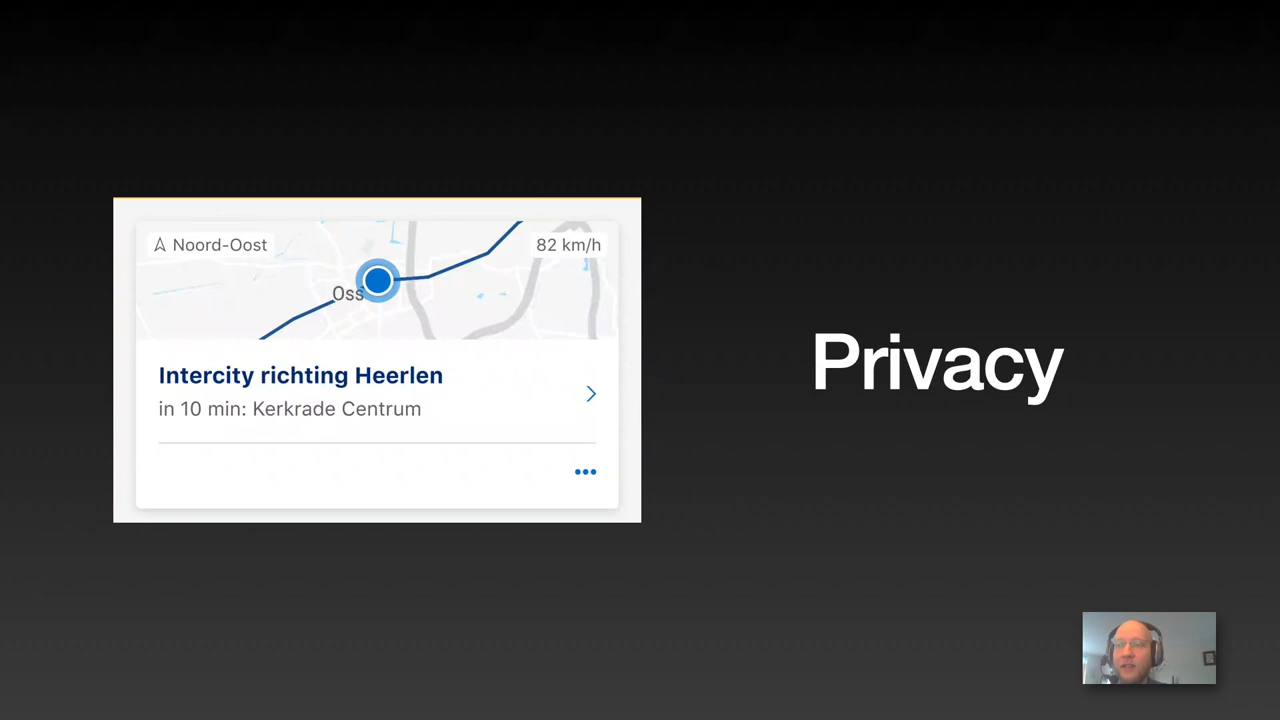 Noord-Oost
82 km/h
Oss
Intercity richting Heerlen
in 10 min: Kerkrade Centrum
Privacy